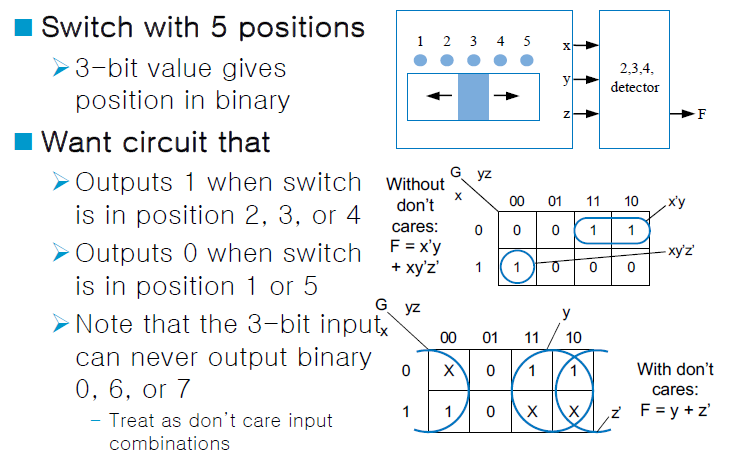 Switch with 5 positions
3-bit value gives
position in binary
Want circuit that
Outputs 1 when switch
is in position 2, 3, or 4
Outputs 0 when switch
is in position 1 or 5
Note that the 3-bit input
can never output binary
0, 6, or 7
– Treat as don't care input
combinations
1 2 3 4 5
x
y
z
2,3,4,
detector
F
Without
don't
cares:
F = x'y
+ xy'z'
G yz
x
00 01 11 10
0 0 0 1 1
1 1 0 0 0
x'y
xy'z'
G yz
x
y
00 01 11 10
0 X 0 1 1
1 1 0 X X
z'
With don't
cares:
F = y + z'